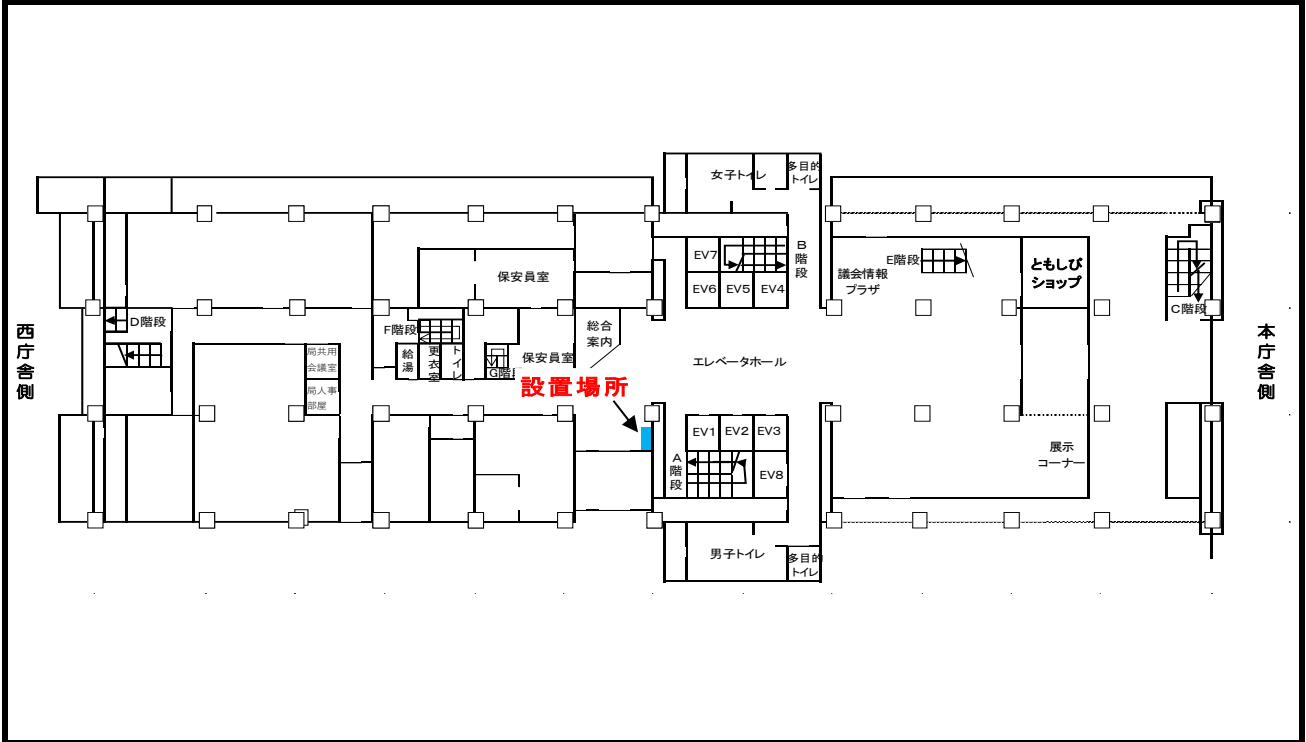 女子トイレ
多目的
トイレ
EV7
B
階
段
E階段
ともしび
ショップ
議会情報
プラザ
保安員室
EV6
EV5
EV4
C階段
D階段
F階段
総合
案内
西
庁
舎
側
本
庁
舎
側
局共用
会議室
給
湯
更
衣
室
ト
イ
レ
保安員室
エレベータホール
G階段
設置場所
局人事
部屋
EV1
EV2
EV3
展示
コーナー
A
階
段
EV8
男子トイレ
多目的
トイレ